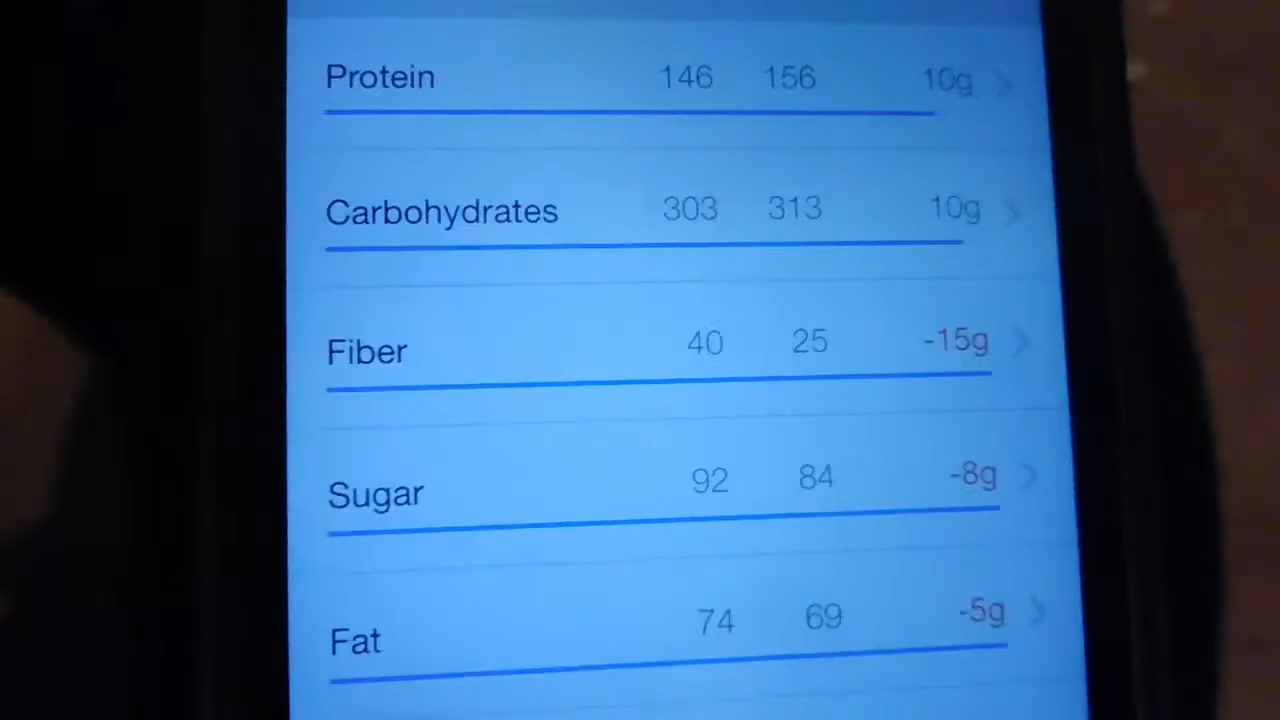 Protein 146 156 10g
Carbohydrates 303 313 10g
Fiber 40 25 -15g
Sugar 92 84 -8g
Fat 74 69 -5g